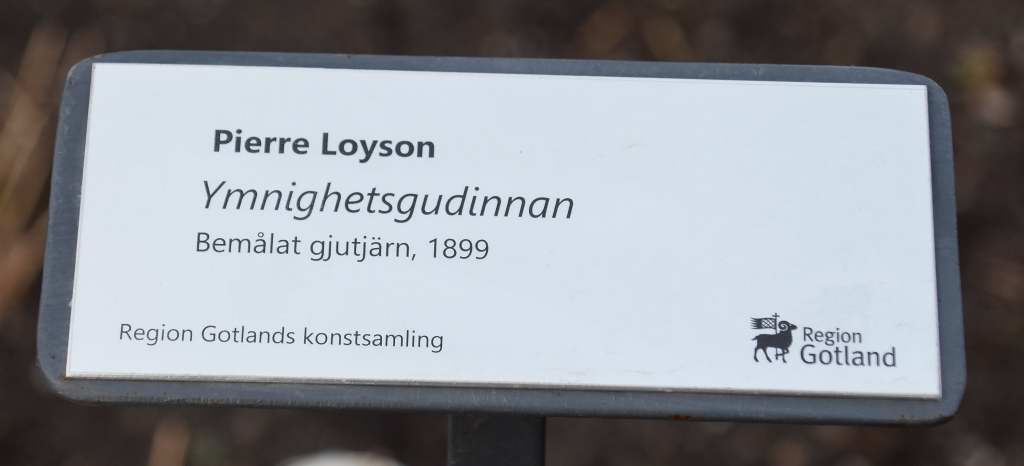 Pierre Loyson
Ymnighetsgudinnan
Bemålat gjutjärn, 1899
Region Gotlands konstsamling
Region
Gotland